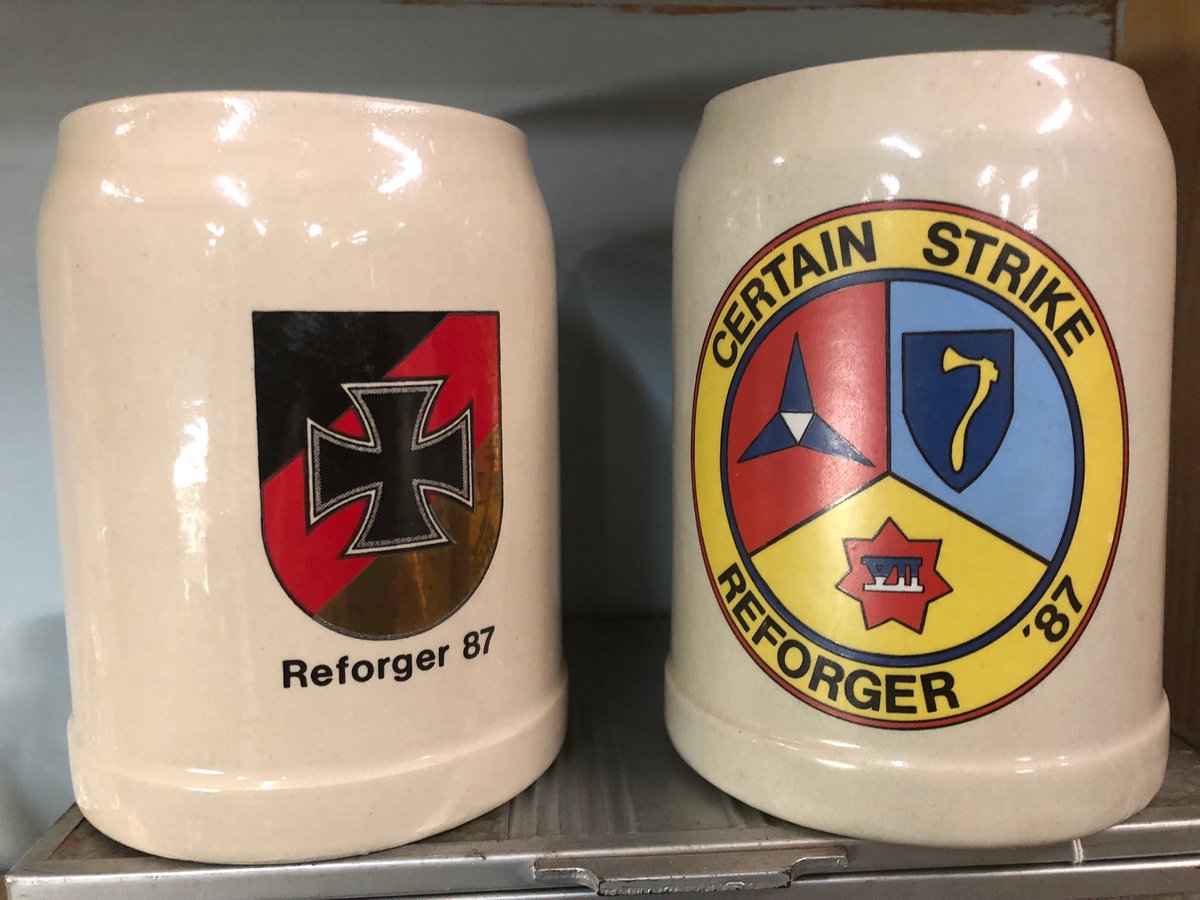 Reforger 87
CERTAIN STRIKE
VII
REFORGER '87